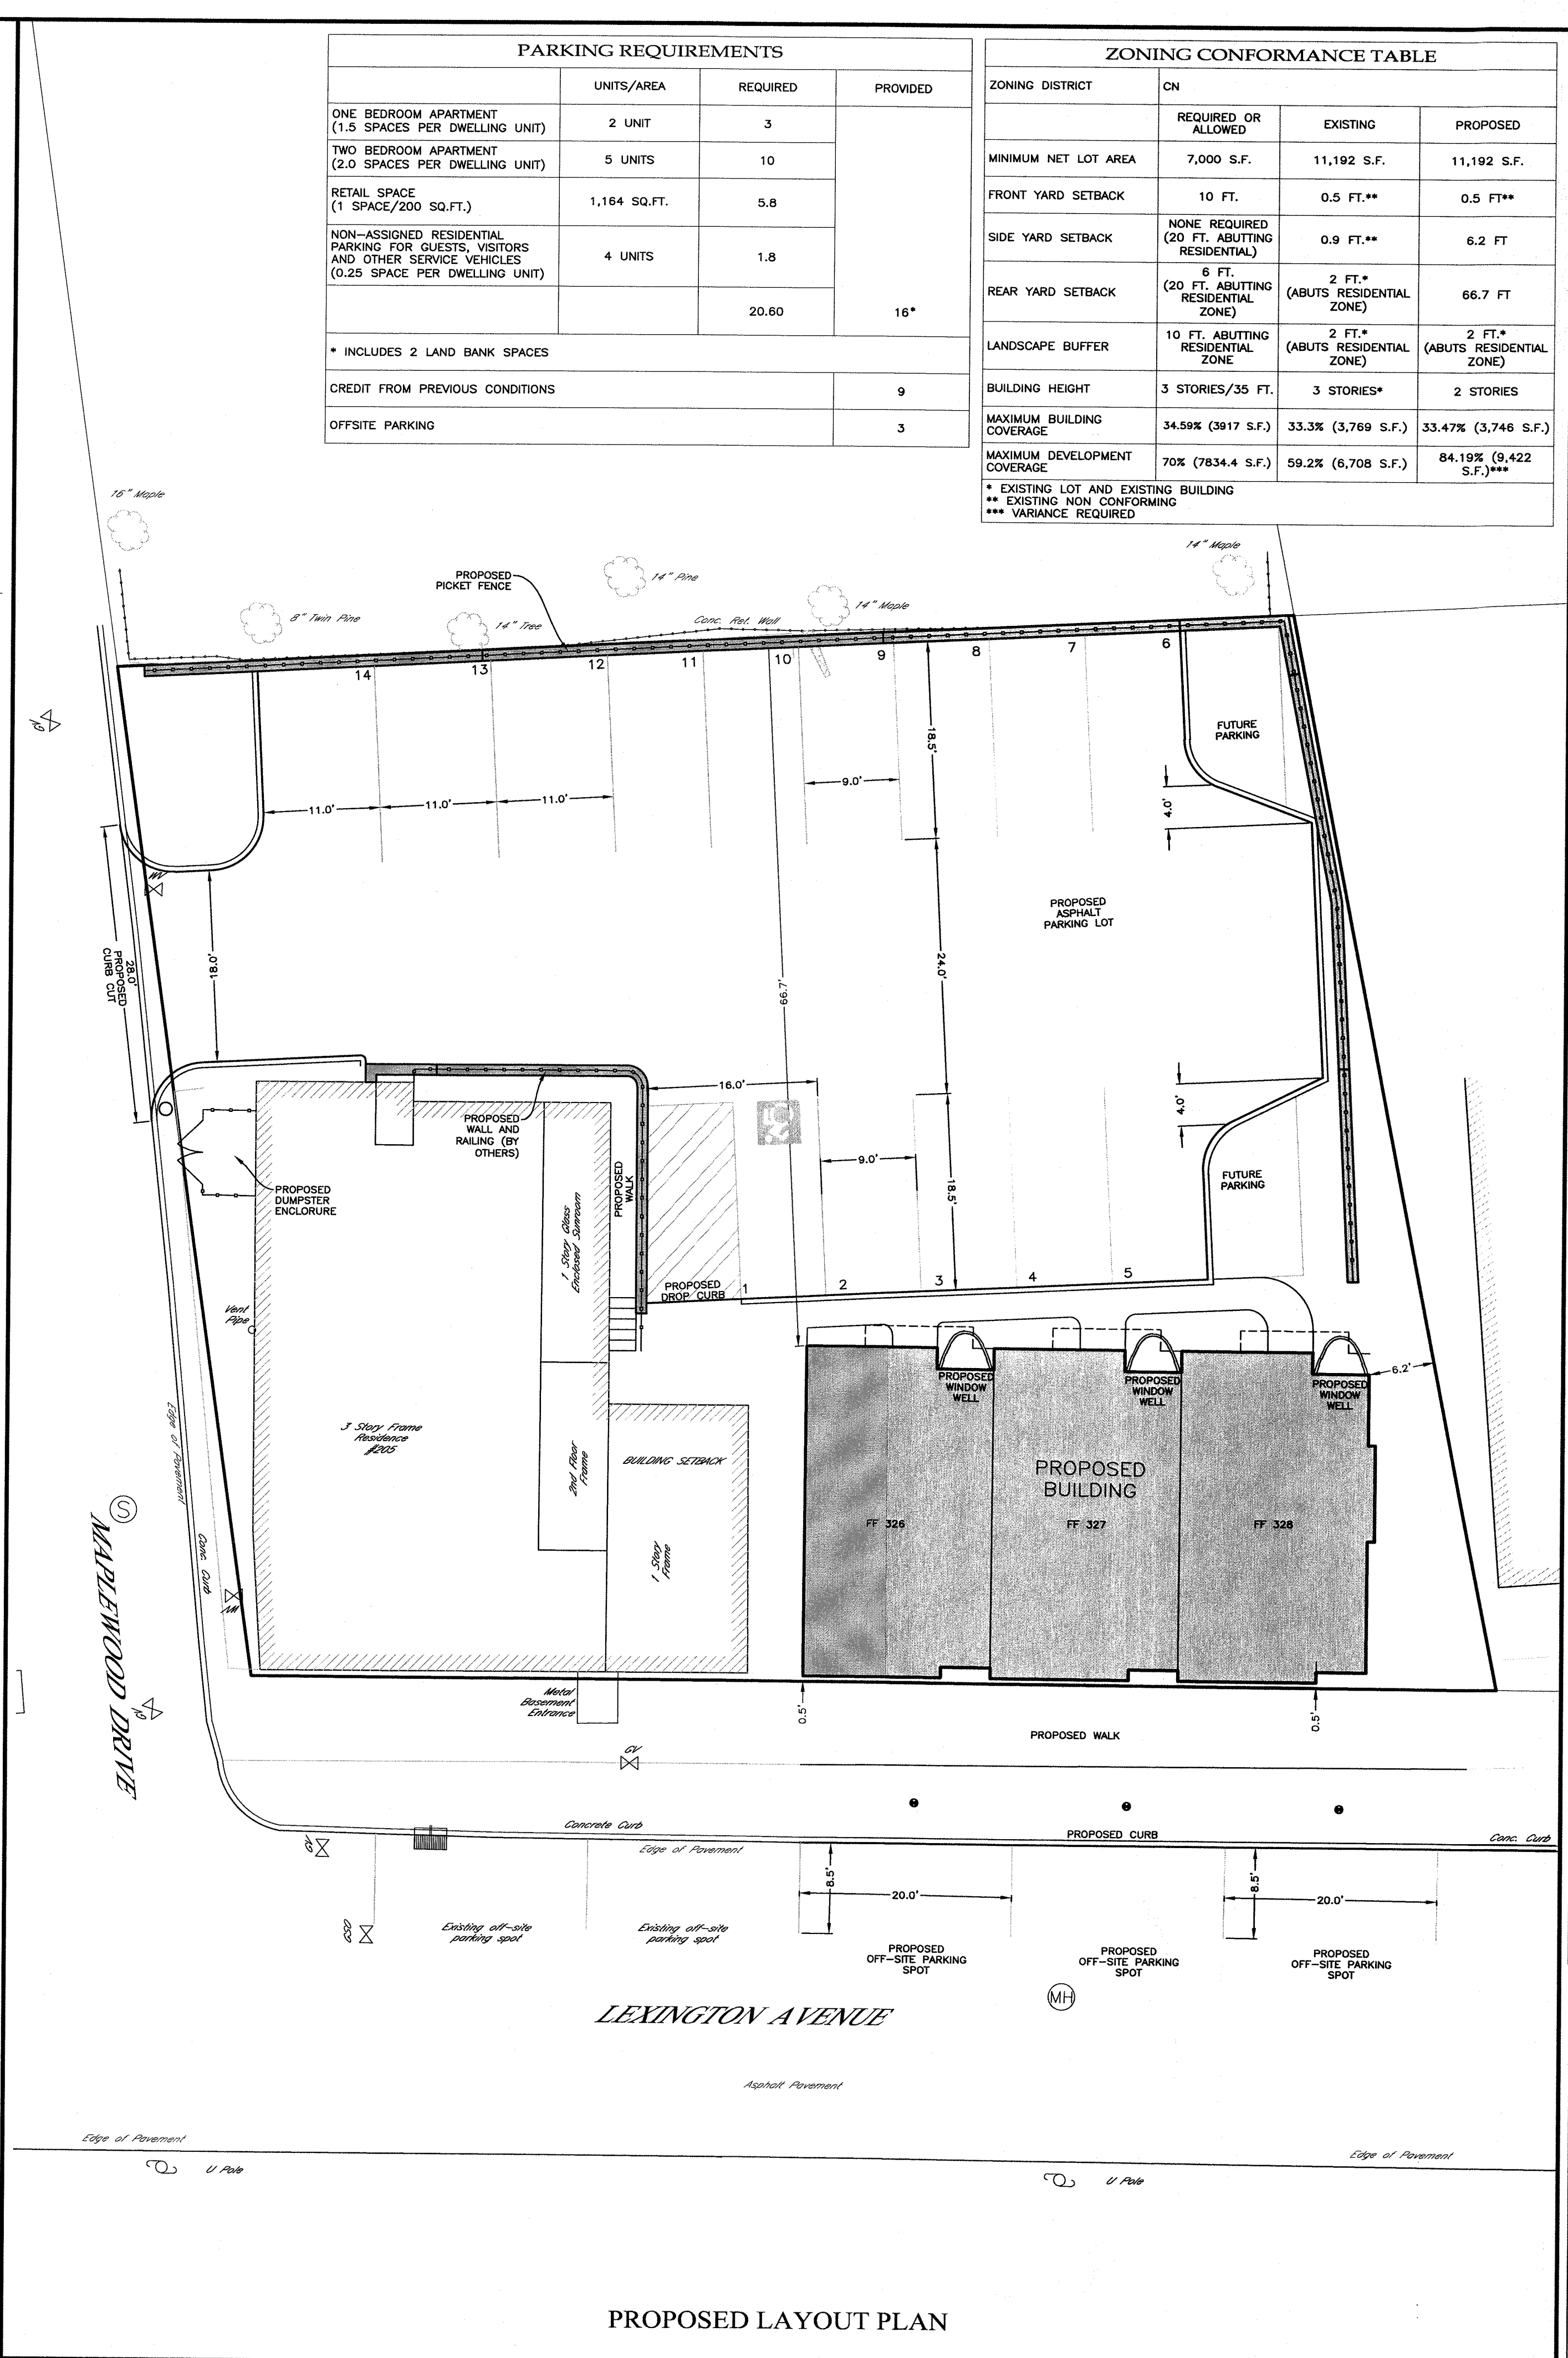 PARKING REQUIREMENTS
UNITS/AREA
REQUIRED
PROVIDED
ONE BEDROOM APARTMENT
(1.5 SPACES PER DWELLING UNIT)
2 UNIT
3
TWO BEDROOM APARTMENT
(2.0 SPACES PER DWELLING UNIT)
5 UNITS
10
RETAIL SPACE
(1 SPACE/200 SQ.FT.)
1,164 SQ.FT.
5.8
NON-ASSIGNED RESIDENTIAL
PARKING FOR GUESTS, VISITORS
AND OTHER SERVICE VEHICLES
(0.25 SPACE PER DWELLING UNIT)
4 UNITS
1.8
20.60
16*
* INCLUDES 2 LAND BANK SPACES
CREDIT FROM PREVIOUS CONDITIONS
9
OFFSITE PARKING
3
ZONING CONFORMANCE TABLE
ZONING DISTRICT
CN
REQUIRED OR
ALLOWED
EXISTING
PROPOSED
MINIMUM NET LOT AREA
7,000 S.F.
11,192 S.F.
11,192 S.F.
FRONT YARD SETBACK
10 FT.
0.5 FT.**
0.5 FT**
SIDE YARD SETBACK
NONE REQUIRED
(20 FT. ABUTTING
RESIDENTIAL)
0.9 FT.**
6.2 FT
REAR YARD SETBACK
6 FT.
(20 FT. ABUTTING
RESIDENTIAL
ZONE)
2 FT.*
(ABUTS RESIDENTIAL
ZONE)
66.7 FT
LANDSCAPE BUFFER
10 FT. ABUTTING
RESIDENTIAL
ZONE
2 FT.*
(ABUTS RESIDENTIAL
ZONE)
2 FT.*
(ABUTS RESIDENTIAL
ZONE)
BUILDING HEIGHT
3 STORIES/35 FT.
3 STORIES*
2 STORIES
MAXIMUM BUILDING
COVERAGE
34.59% (3917 S.F.)
33.3% (3,769 S.F.)
33.47% (3,746 S.F.)
MAXIMUM DEVELOPMENT
COVERAGE
70% (7834.4 S.F.)
59.2% (6,708 S.F.)
84.19% (9,422
S.F.)***
* EXISTING LOT AND EXISTING BUILDING
** EXISTING NON CONFORMING
*** VARIANCE REQUIRED
16" Maple
14" Maple
PROPOSED
PICKET FENCE
14" Pine
8" Twin Pine
14" Tree
Conc. Ret. Wall
14" Maple
14
13
12
11
10
9
8
7
6
GV
FUTURE
PARKING
18.5'
9.0'
11.0'
11.0'
11.0'
4.0'
WV
PROPOSED
ASPHALT
PARKING LOT
28.0'
PROPOSED
CURB CUT
18.0'
24.0'
66.7'
16.0'
4.0'
PROPOSED
WALL AND
RAILING (BY
OTHERS)
PROPOSED
WALK
9.0'
18.5'
FUTURE
PARKING
PROPOSED
DUMPSTER
ENCLORURE
1 Story Glass
Enclosed Sunroom
PROPOSED
DROP CURB
1
2
3
4
5
Vent
Pipe
6.2'
PROPOSED
WINDOW
WELL
PROPOSED
WINDOW
WELL
PROPOSED
WINDOW
WELL
3 Story Frame
Residence
#205
2nd Floor
Frame
BUILDING SETBACK
PROPOSED
BUILDING
FF 326
FF 327
FF 328
1 Story
Frame
Edge of Pavement
Conc. Curb
WV
S
MAPLEWOOD DRIVE
GV
Metal
Basement
Entrance
0.5'
0.5'
PROPOSED WALK
GV
Concrete Curb
PROPOSED CURB
Conc. Curb
GV
Edge of Pavement
8.5'
20.0'
8.5'
20.0'
GSO
Existing off-site
parking spot
Existing off-site
parking spot
PROPOSED
OFF-SITE PARKING
SPOT
PROPOSED
OFF-SITE PARKING
SPOT
PROPOSED
OFF-SITE PARKING
SPOT
MH
LEXINGTON AVENUE
Asphalt Pavement
Edge of Pavement
Edge of Pavement
U Pole
U Pole
PROPOSED LAYOUT PLAN